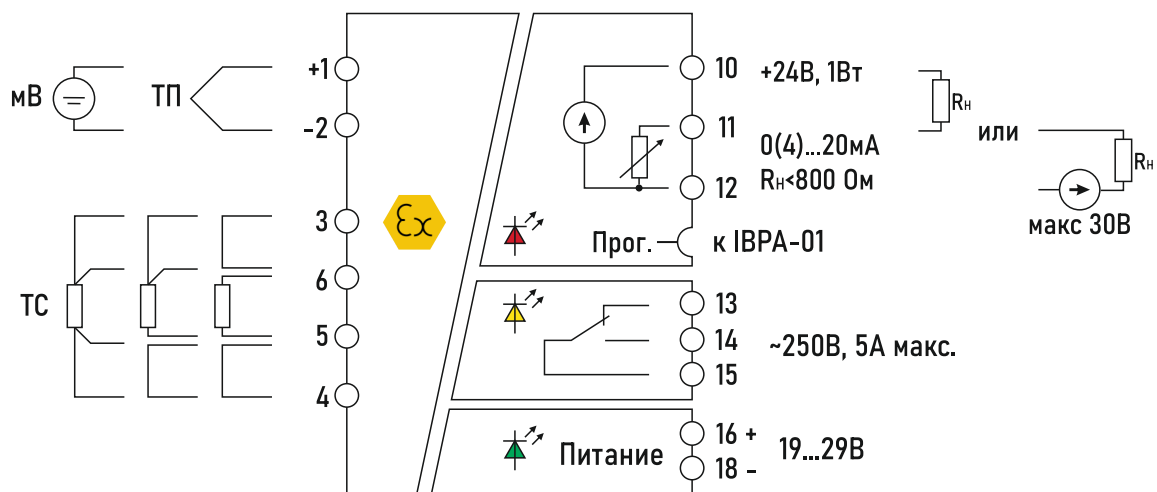 мВ
ТП
+1
-2
3
6
5
4
ТС
Ex
10 +24В, 1Вт
11
0(4)...20мА
12 Rн<800 Ом
Rн
или
Rн
макс 30В
Прог. к IBPA-01
13
14 ~250В, 5А макс.
15
Питание
16 + 19...29В
18 -